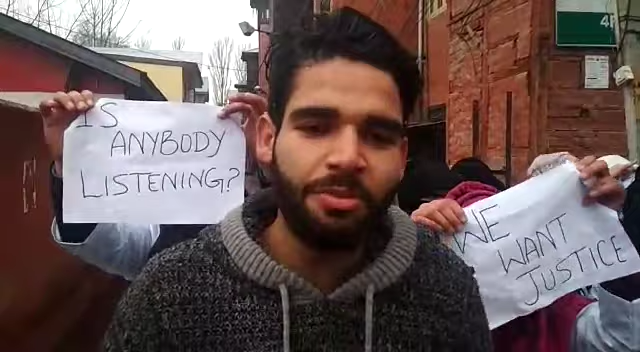 IS
ANYBODY
LISTENING?
WE
WANT
JUSTICE